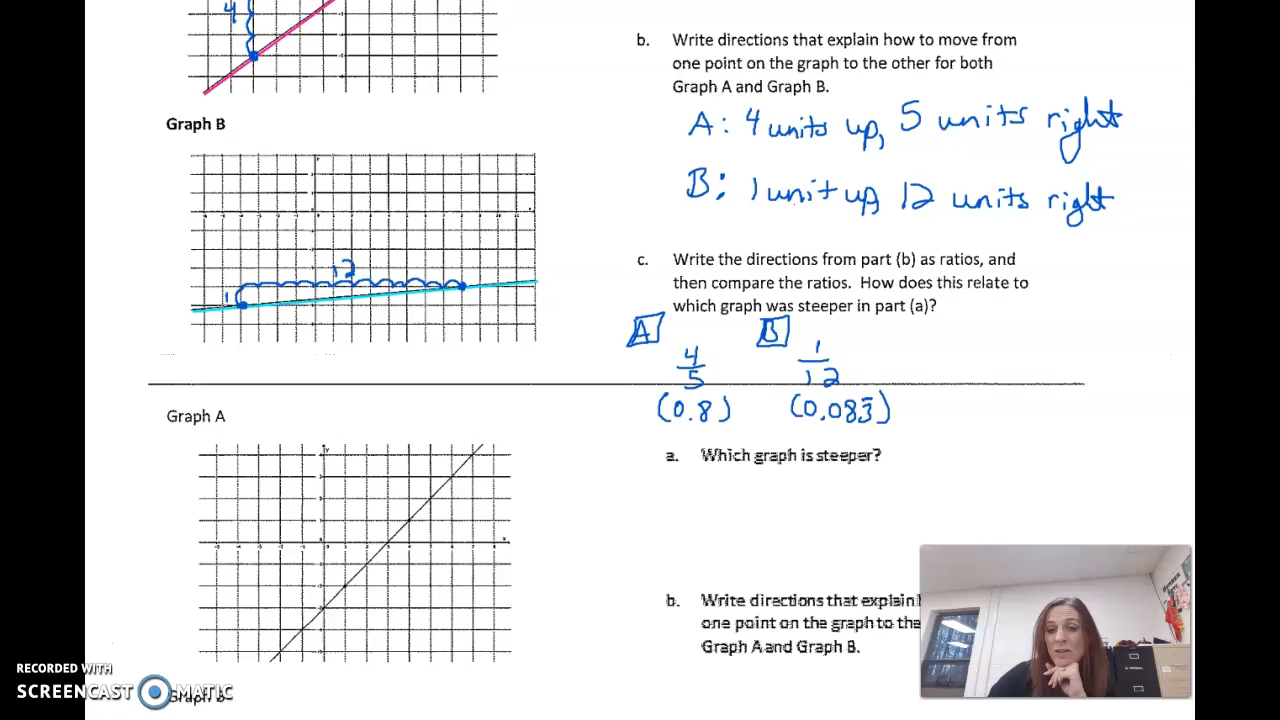 4
b. Write directions that explain how to move from
one point on the graph to the other for both
Graph A and Graph B.
A: 4 units up, 5 units right
B: 1 unit up, 12 units right
Graph B
12
1
c. Write the directions from part (b) as ratios, and
then compare the ratios. How does this relate to
which graph was steeper in part (a)?
A B
4/5 1/12
(0.8) (0.083̅)
Graph A
a. Which graph is steeper?
b. Write directions that explain
one point on the graph to the
Graph A and Graph B.
RECORDED WITH
SCREENCAST MATIC
Graph B